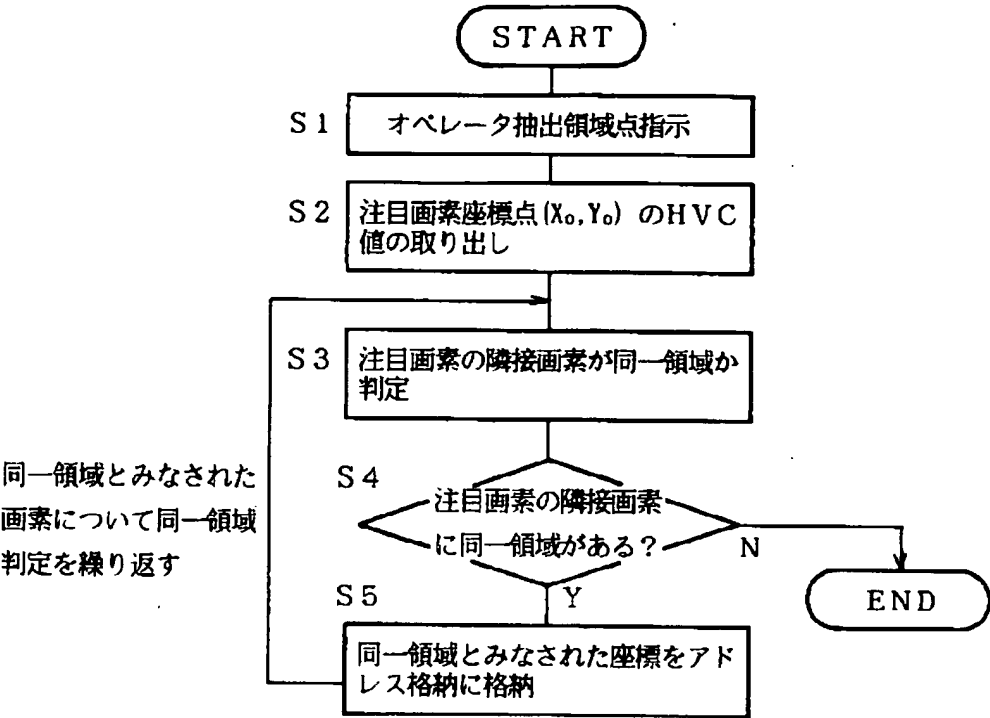 START
S1
オペレータ抽出領域点指示
S2
注目画素座標点(X₀,Y₀) のHVC
値の取り出し
S3
注目画素の隣接画素が同一領域か
判定
同一領域とみなされた
画素について同一領域
判定を繰り返す
S4
注目画素の隣接画素
に同一領域がある?
N
END
S5
Y
同一領域とみなされた座標をアド
レス格納に格納